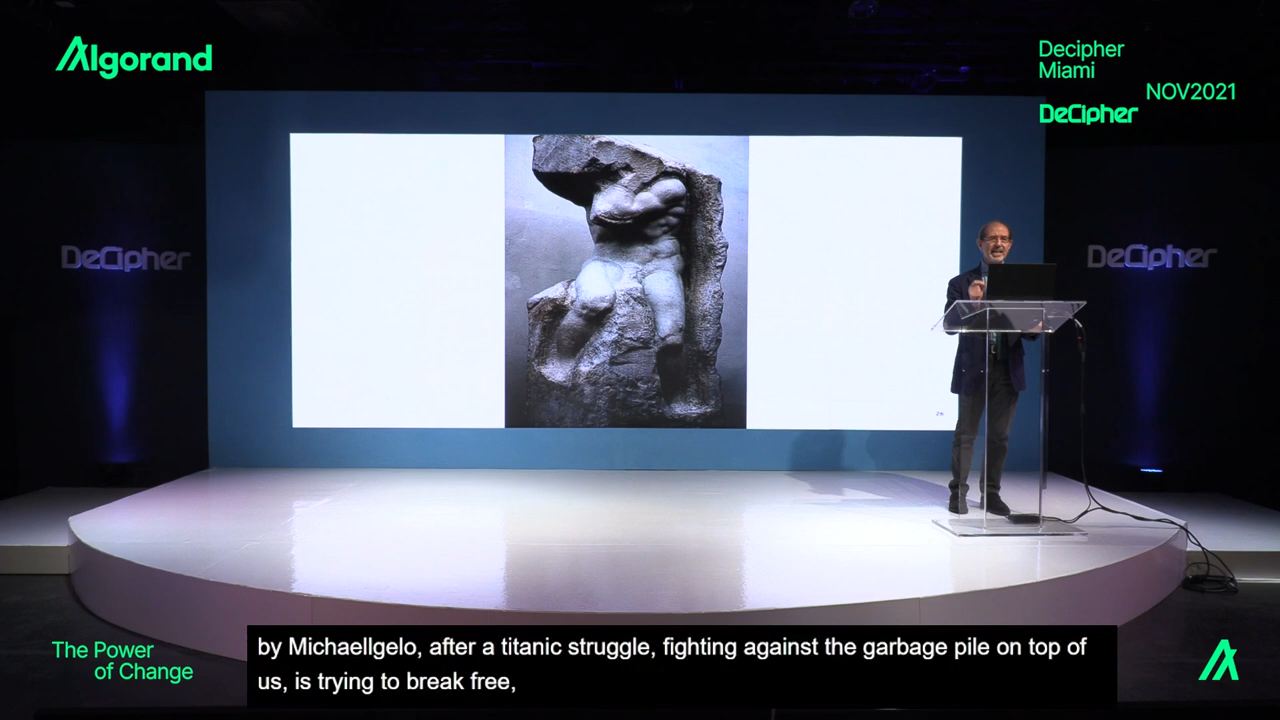 Algorand
Decipher
Miami
NOV2021
DeCipher
DeCipher
DeCipher
The Power
of Change
by Michaellgelo, after a titanic struggle, fighting against the garbage pile on top of
us, is trying to break free,